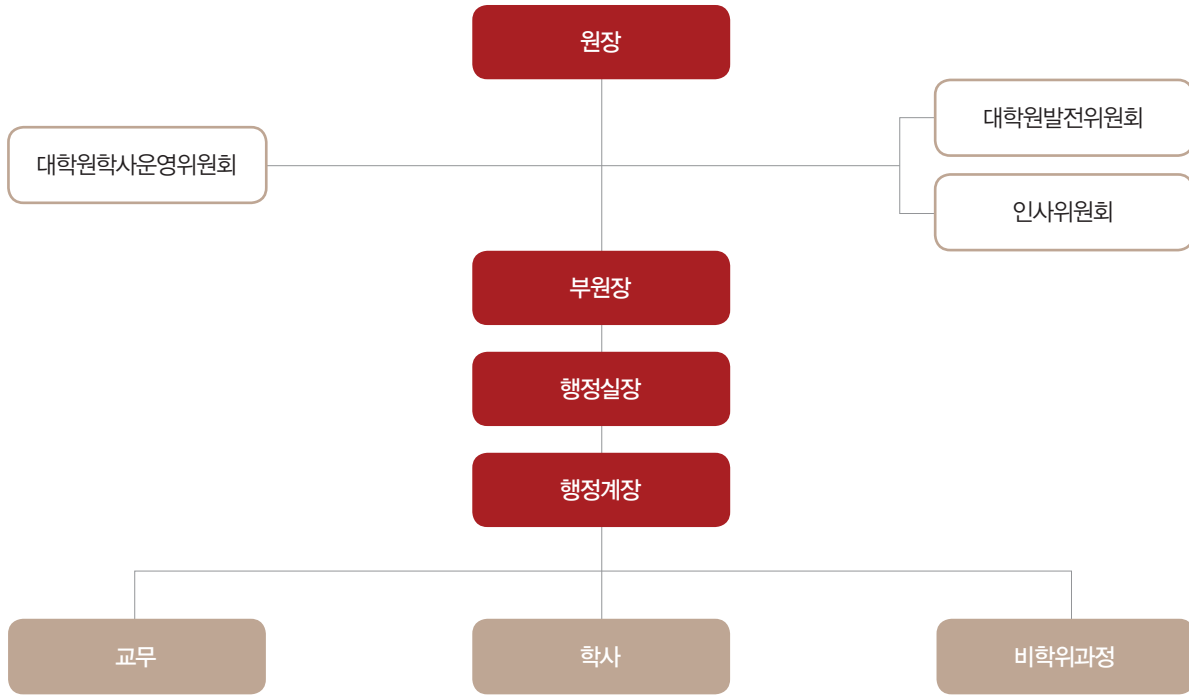 원장
대학원발전위원회
대학원학사운영위원회
인사위원회
부원장
행정실장
행정계장
교무
학사
비학위과정